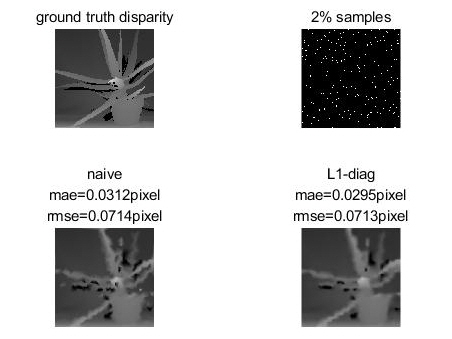 ground truth disparity
2% samples
naive
mae=0.0312pixel
rmse=0.0714pixel
L1-diag
mae=0.0295pixel
rmse=0.0713pixel